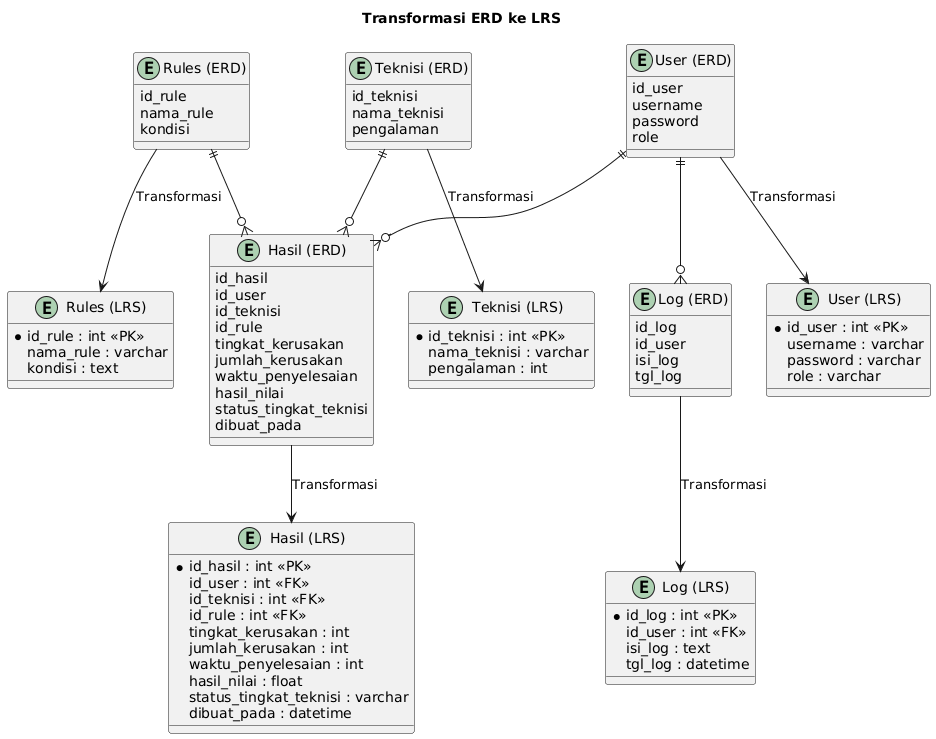 Transformasi ERD ke LRS
E Rules (ERD)
id_rule
nama_rule
kondisi
E Teknisi (ERD)
id_teknisi
nama_teknisi
pengalaman
E User (ERD)
id_user
username
password
role
Transformasi
Transformasi
Transformasi
E Hasil (ERD)
id_hasil
id_user
id_teknisi
id_rule
tingkat_kerusakan
jumlah_kerusakan
waktu_penyelesaian
hasil_nilai
status_tingkat_teknisi
dibuat_pada
E Rules (LRS)
id_rule : int «PK»
nama_rule : varchar
kondisi : text
E Teknisi (LRS)
id_teknisi : int «PK»
nama_teknisi : varchar
pengalaman : int
E Log (ERD)
id_log
id_user
isi_log
tgl_log
E User (LRS)
id_user : int «PK»
username : varchar
password : varchar
role : varchar
Transformasi
Transformasi
E Hasil (LRS)
id_hasil : int «PK»
id_user : int «FK»
id_teknisi : int «FK»
id_rule : int «FK»
tingkat_kerusakan : int
jumlah_kerusakan : int
waktu_penyelesaian : int
hasil_nilai : float
status_tingkat_teknisi : varchar
dibuat_pada : datetime
E Log (LRS)
id_log : int «PK»
id_user : int «FK»
isi_log : text
tgl_log : datetime